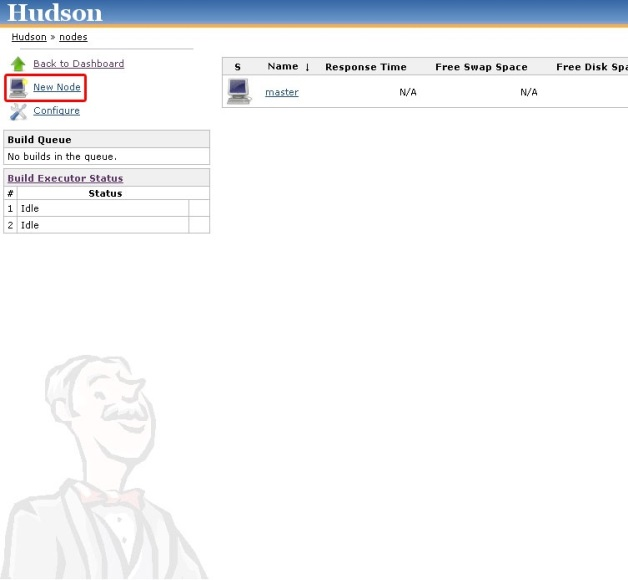 Hudson
Hudson » nodes
Back to Dashboard
New Node
Configure
S Name ↓ Response Time Free Swap Space Free Disk Spa
master N/A N/A
Build Queue
No builds in the queue.
Build Executor Status
# Status
1 Idle
2 Idle